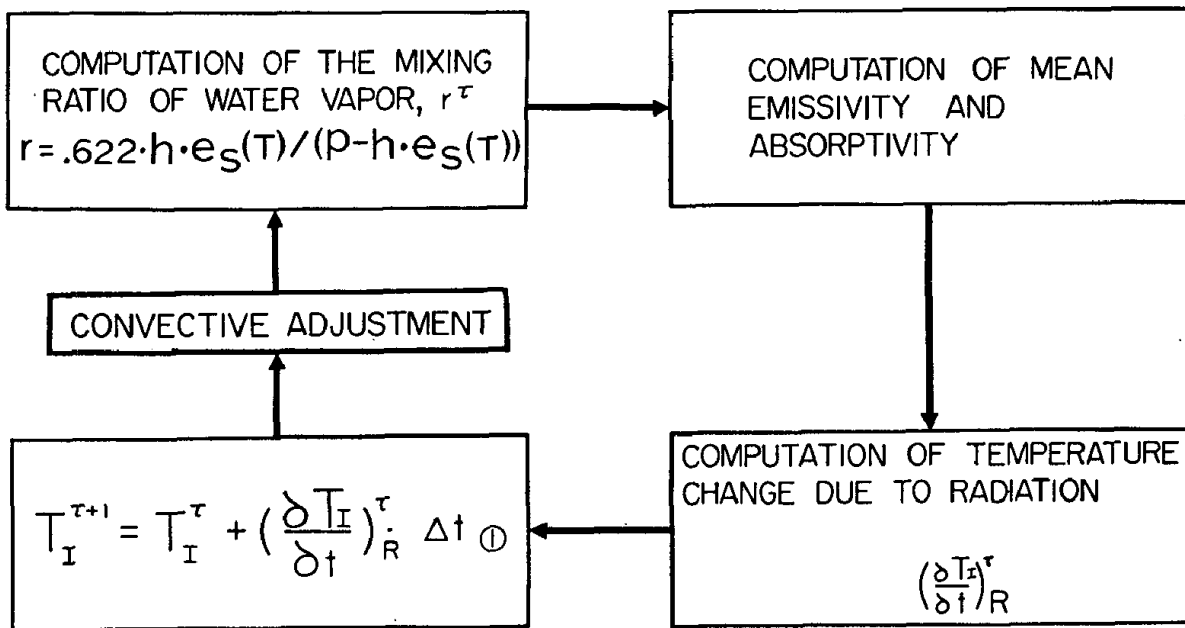 COMPUTATION OF THE MIXING
RATIO OF WATER VAPOR, r^τ
r = .622·h·e_S(T)/(P-h·e_S(T))
COMPUTATION OF MEAN
EMISSIVITY AND
ABSORPTIVITY
CONVECTIVE ADJUSTMENT
COMPUTATION OF TEMPERATURE
CHANGE DUE TO RADIATION
(∂T_I/∂t)_R^τ
T_I^{τ+1} = T_I^τ + (∂T_I/∂t)_R^τ Δt ①